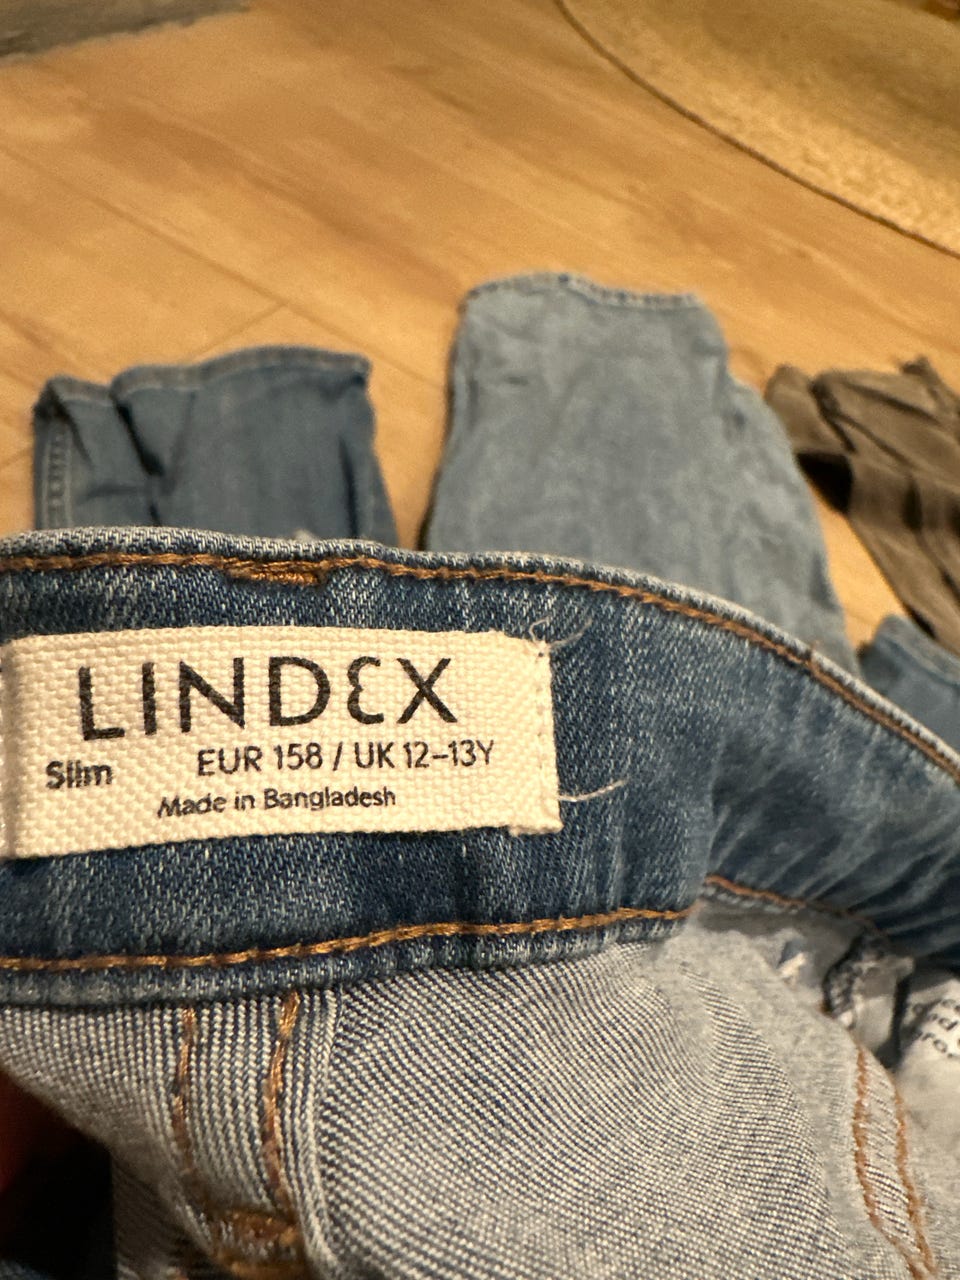 LINDEX
Slim EUR 158 / UK 12-13Y
Made in Bangladesh